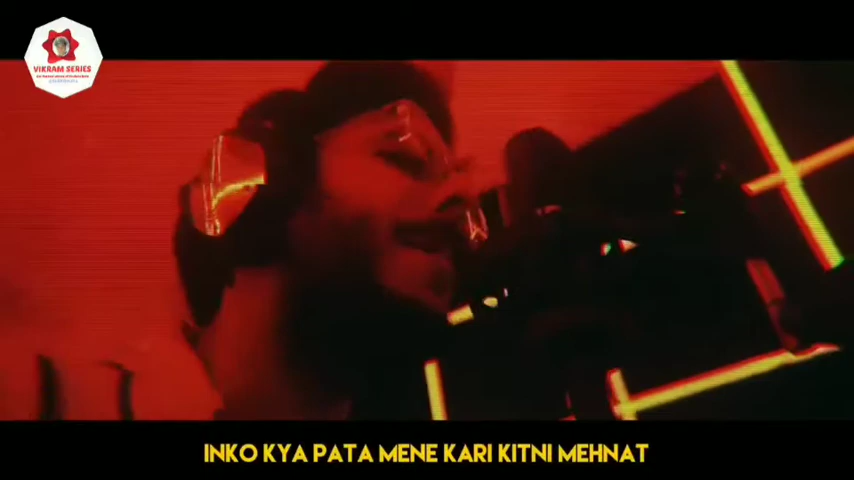 VIKRAM SERIES
INKO KYA PATA MENE KARI KITNI MEHNAT